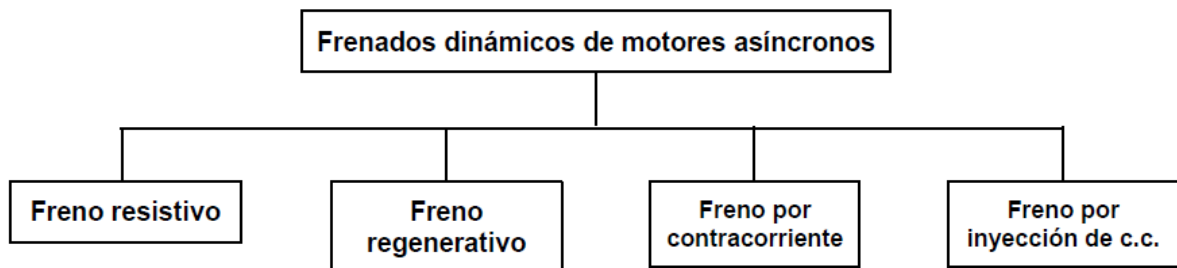 Frenados dinámicos de motores asíncronos
Freno resistivo
Freno
regenerativo
Freno por
contracorriente
Freno por
inyección de c.c.